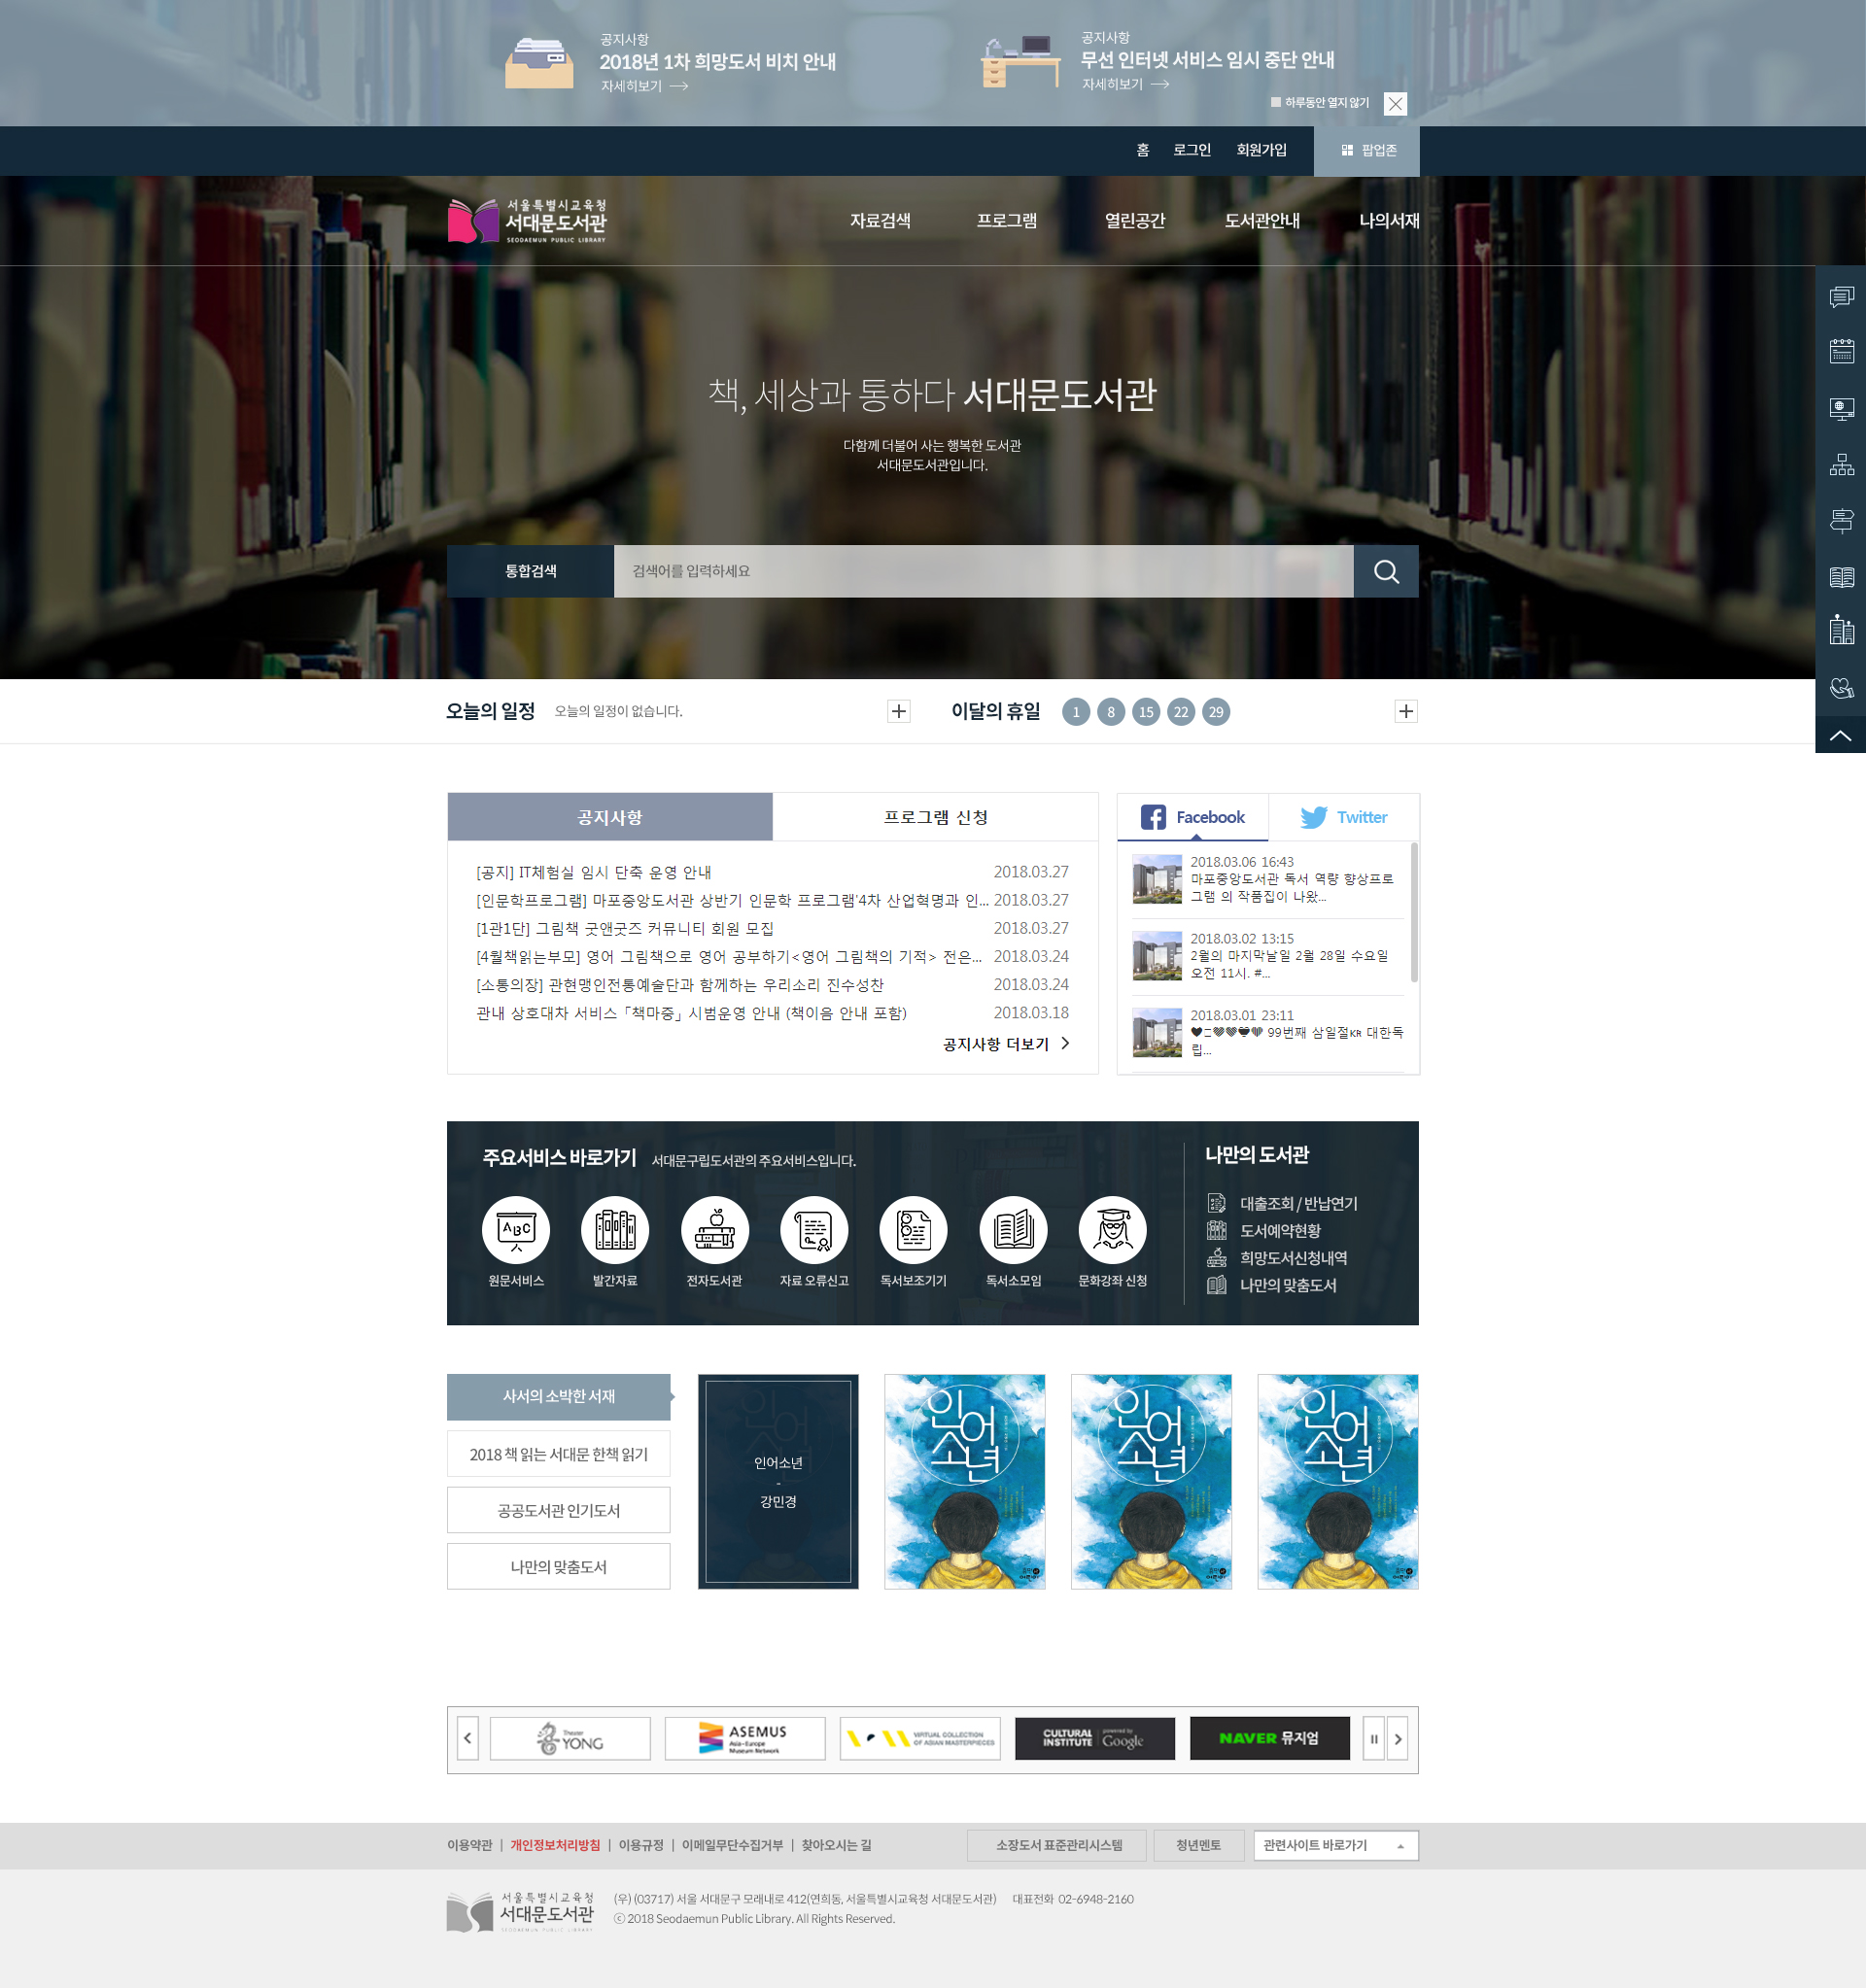 공지사항
2018년 1차 희망도서 비치 안내
자세히보기
공지사항
무선 인터넷 서비스 임시 중단 안내
자세히보기
하루동안 열지 않기
홈 로그인 회원가입 팝업존
서울특별시교육청
서대문도서관
SEODAEMUN PUBLIC LIBRARY
자료검색 프로그램 열린공간 도서관안내 나의서재
책, 세상과 통하다 서대문도서관
다함께 더불어 사는 행복한 도서관
서대문도서관입니다.
통합검색 검색어를 입력하세요
오늘의 일정 오늘의 일정이 없습니다.
이달의 휴일 1 8 15 22 29
공지사항 프로그램 신청
[공지] IT체험실 임시 단축 운영 안내 2018.03.27
[인문학프로그램] 마포중앙도서관 상반기 인문학 프로그램'4차 산업혁명과 인... 2018.03.27
[1관1단] 그림책 굿앤굿즈 커뮤니티 회원 모집 2018.03.27
[4월책읽는부모] 영어 그림책으로 영어 공부하기<영어 그림책의 기적> 전은... 2018.03.24
[소통의장] 관현맹인전통예술단과 함께하는 우리소리 진수성찬 2018.03.24
관내 상호대차 서비스 「책마중」 시범운영 안내 (책이음 안내 포함) 2018.03.18
공지사항 더보기
Facebook Twitter
2018.03.06 16:43
마포중앙도서관 독서 역량 향상프로
그램 의 작품집이 나왔...
2018.03.02 13:15
2월의 마지막날일 2월 28일 수요일
오전 11시. #...
2018.03.01 23:11
99번째 삼일절KR 대한독
립...
주요서비스 바로가기 서대문구립도서관의 주요서비스입니다.
ABC
원문서비스 발간자료 전자도서관 자료 오류신고 독서보조기기 독서소모임 문화강좌 신청
나만의 도서관
대출조회 / 반납연기
도서예약현황
희망도서신청내역
나만의 맞춤도서
사서의 소박한 서재
2018 책 읽는 서대문 한책 읽기
공공도서관 인기도서
나만의 맞춤도서
인어소년
-
강민경
인어
소년
인어
소년
인어
소년
Theater
YONG
ASEMUS
Asia-Europe
Museum Network
VIRTUAL COLLECTION
OF ASIAN MASTERPIECES
CULTURAL
INSTITUTE
powered by
Google
NAVER 뮤지엄
이용약관 | 개인정보처리방침 | 이용규정 | 이메일무단수집거부 | 찾아오시는 길
소장도서 표준관리시스템 청년멘토 관련사이트 바로가기
서울특별시교육청
서대문도서관
SEODAEMUN PUBLIC LIBRARY
(우) (03717) 서울 서대문구 모래내로 412(연희동, 서울특별시교육청 서대문도서관) 대표전화 02-6948-2160
ⓒ 2018 Seodaemun Public Library. All Rights Reserved.